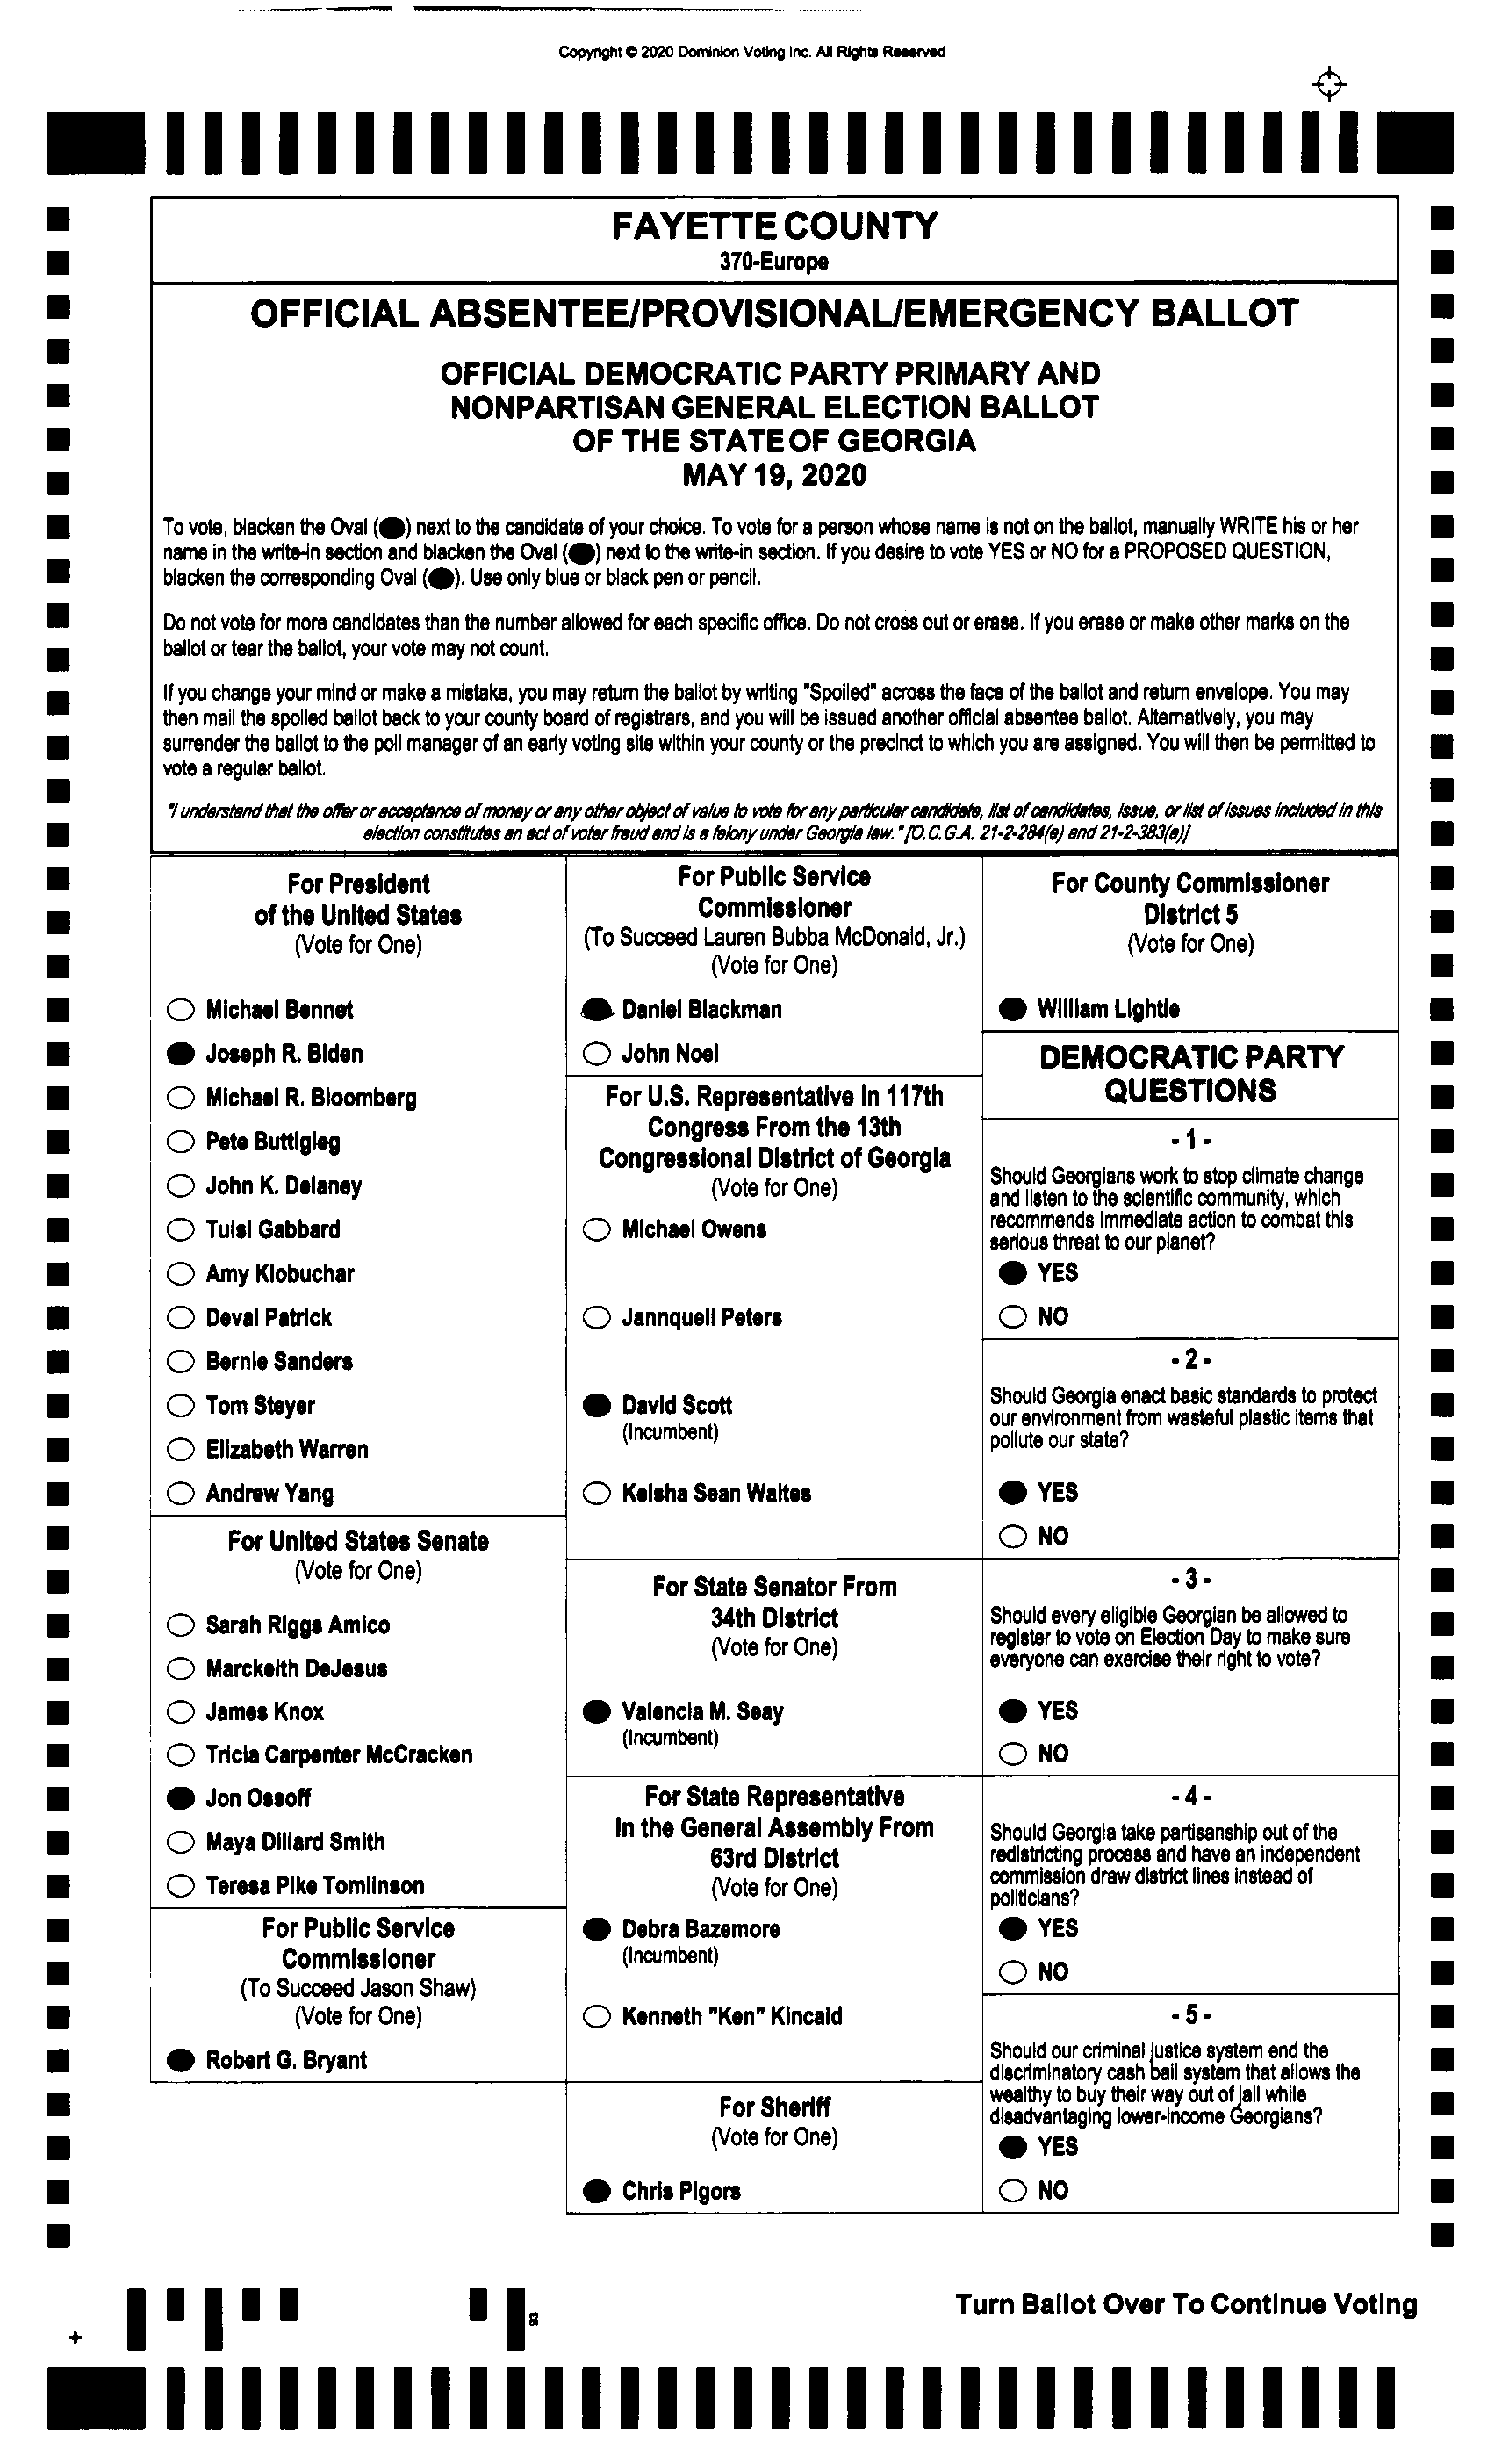 Copyright © 2020 Dominion Voting Inc. All Rights Reserved
FAYETTE COUNTY
370-Europe
OFFICIAL ABSENTEE/PROVISIONAL/EMERGENCY BALLOT
OFFICIAL DEMOCRATIC PARTY PRIMARY AND
NONPARTISAN GENERAL ELECTION BALLOT
OF THE STATE OF GEORGIA
MAY 19, 2020
To vote, blacken the Oval (●) next to the candidate of your choice. To vote for a person whose name is not on the ballot, manually WRITE his or her
name in the write-in section and blacken the Oval (●) next to the write-in section. If you desire to vote YES or NO for a PROPOSED QUESTION,
blacken the corresponding Oval (●). Use only blue or black pen or pencil.
Do not vote for more candidates than the number allowed for each specific office. Do not cross out or erase. If you erase or make other marks on the
ballot or tear the ballot, your vote may not count.
If you change your mind or make a mistake, you may return the ballot by writing "Spoiled" across the face of the ballot and return envelope. You may
then mail the spoiled ballot back to your county board of registrars, and you will be issued another official absentee ballot. Alternatively, you may
surrender the ballot to the poll manager of an early voting site within your county or the precinct to which you are assigned. You will then be permitted to
vote a regular ballot.
"I understand that the offer or acceptance of money or any other object of value to vote for any particular candidate, list of candidates, issue, or list of issues included in this
election constitutes an act of voter fraud and is a felony under Georgia law." [O.C.G.A. 21-2-284(e) and 21-2-383(a)]
For President
of the United States
(Vote for One)
Michael Bennet
Joseph R. Biden
Michael R. Bloomberg
Pete Buttigieg
John K. Delaney
Tulsi Gabbard
Amy Klobuchar
Deval Patrick
Bernie Sanders
Tom Steyer
Elizabeth Warren
Andrew Yang
For United States Senate
(Vote for One)
Sarah Riggs Amico
Marckeith DeJesus
James Knox
Tricia Carpenter McCracken
Jon Ossoff
Maya Dillard Smith
Teresa Pike Tomlinson
For Public Service
Commissioner
(To Succeed Jason Shaw)
(Vote for One)
Robert G. Bryant
For Public Service
Commissioner
(To Succeed Lauren Bubba McDonald, Jr.)
(Vote for One)
Daniel Blackman
John Noel
For U.S. Representative in 117th
Congress From the 13th
Congressional District of Georgia
(Vote for One)
Michael Owens
Jannquell Peters
David Scott
(Incumbent)
Keisha Sean Waites
For State Senator From
34th District
(Vote for One)
Valencia M. Seay
(Incumbent)
For State Representative
In the General Assembly From
63rd District
(Vote for One)
Debra Bazemore
(Incumbent)
Kenneth "Ken" Kincaid
For Sheriff
(Vote for One)
Chris Pigors
For County Commissioner
District 5
(Vote for One)
William Lightle
DEMOCRATIC PARTY
QUESTIONS
- 1 -
Should Georgians work to stop climate change
and listen to the scientific community, which
recommends immediate action to combat this
serious threat to our planet?
YES
NO
- 2 -
Should Georgia enact basic standards to protect
our environment from wasteful plastic items that
pollute our state?
YES
NO
- 3 -
Should every eligible Georgian be allowed to
register to vote on Election Day to make sure
everyone can exercise their right to vote?
YES
NO
- 4 -
Should Georgia take partisanship out of the
redistricting process and have an independent
commission draw district lines instead of
politicians?
YES
NO
- 5 -
Should our criminal justice system end the
discriminatory cash bail system that allows the
wealthy to buy their way out of jail while
disadvantaging lower-income Georgians?
YES
NO
Turn Ballot Over To Continue Voting
93